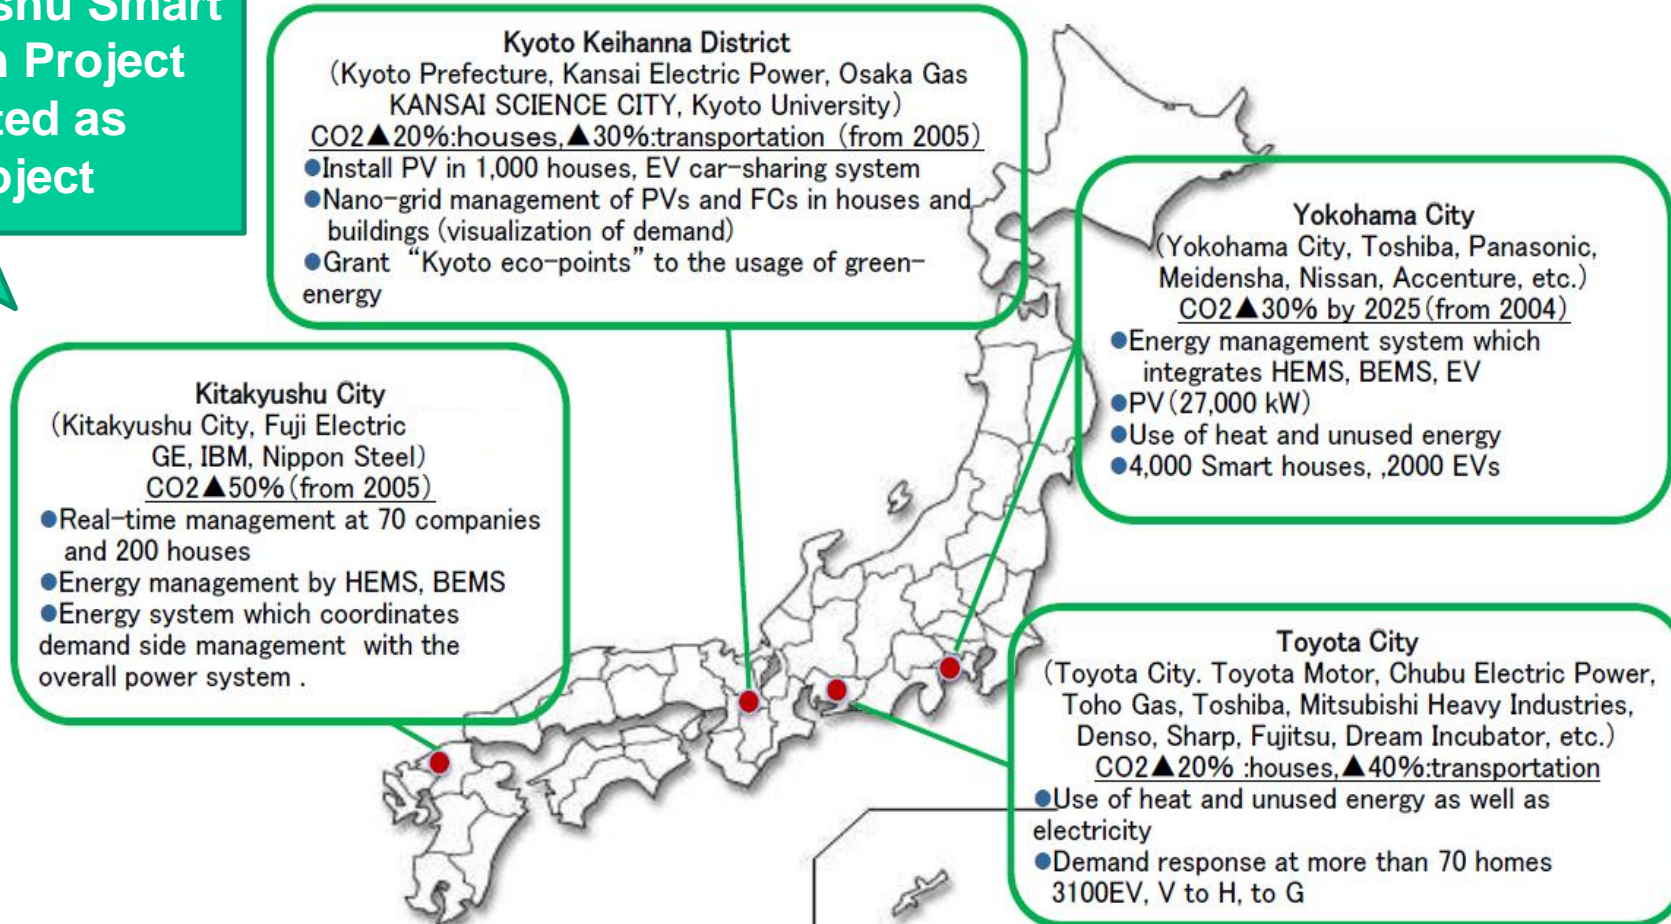 shu Smart
Project
ted as
oject
Kyoto Keihanna District
(Kyoto Prefecture, Kansai Electric Power, Osaka Gas
KANSAI SCIENCE CITY, Kyoto University)
CO2▲20%:houses,▲30%:transportation (from 2005)
●Install PV in 1,000 houses, EV car-sharing system
●Nano-grid management of PVs and FCs in houses and
buildings (visualization of demand)
●Grant “Kyoto eco-points” to the usage of green-
energy
Yokohama City
(Yokohama City, Toshiba, Panasonic,
Meidensha, Nissan, Accenture, etc.)
CO2▲30% by 2025(from 2004)
●Energy management system which
integrates HEMS, BEMS, EV
●PV(27,000 kW)
●Use of heat and unused energy
●4,000 Smart houses, ,2000 EVs
Kitakyushu City
(Kitakyushu City, Fuji Electric
GE, IBM, Nippon Steel)
CO2▲50%(from 2005)
●Real-time management at 70 companies
and 200 houses
●Energy management by HEMS, BEMS
●Energy system which coordinates
demand side management with the
overall power system .
Toyota City
(Toyota City. Toyota Motor, Chubu Electric Power,
Toho Gas, Toshiba, Mitsubishi Heavy Industries,
Denso, Sharp, Fujitsu, Dream Incubator, etc.)
CO2▲20% :houses,▲40%:transportation
●Use of heat and unused energy as well as
electricity
●Demand response at more than 70 homes
3100EV, V to H, to G